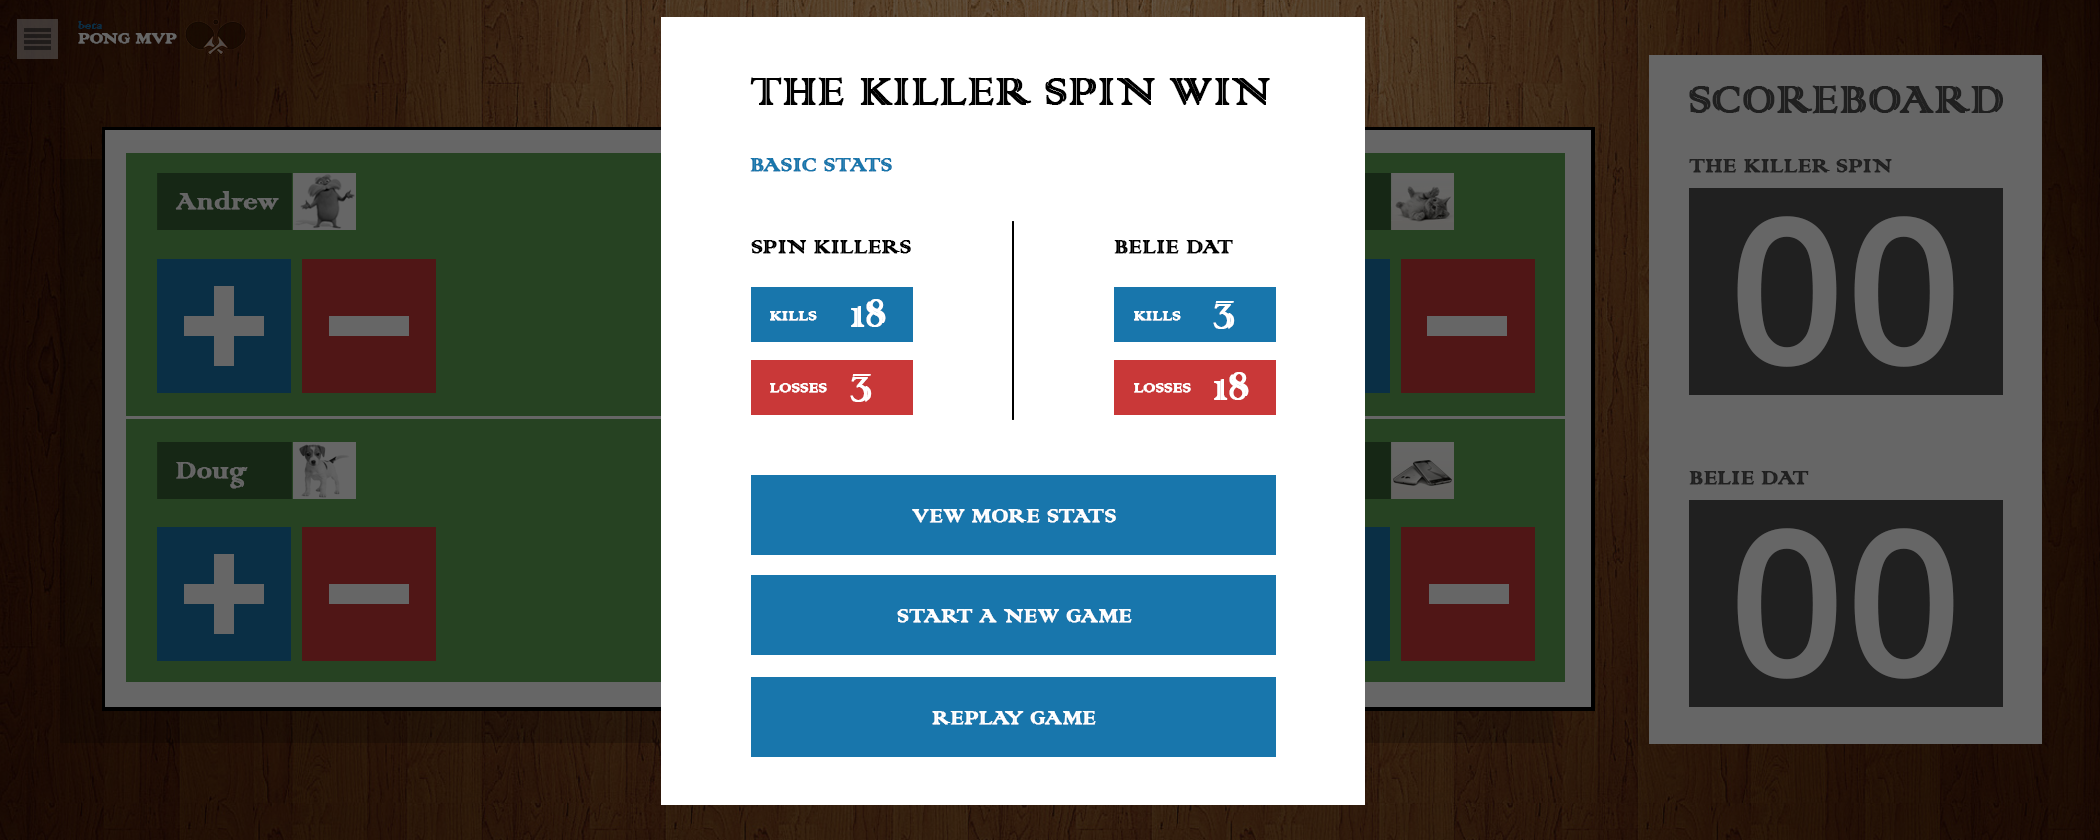 beca
PONG MVP
THE KILLER SPIN WIN
BASIC STATS
SPIN KILLERS
KILLS 18
LOSSES 3
BELIE DAT
KILLS 3
LOSSES 18
VEW MORE STATS
START A NEW GAME
REPLAY GAME
Andrew
Doug
SCOREBOARD
THE KILLER SPIN
00
BELIE DAT
00